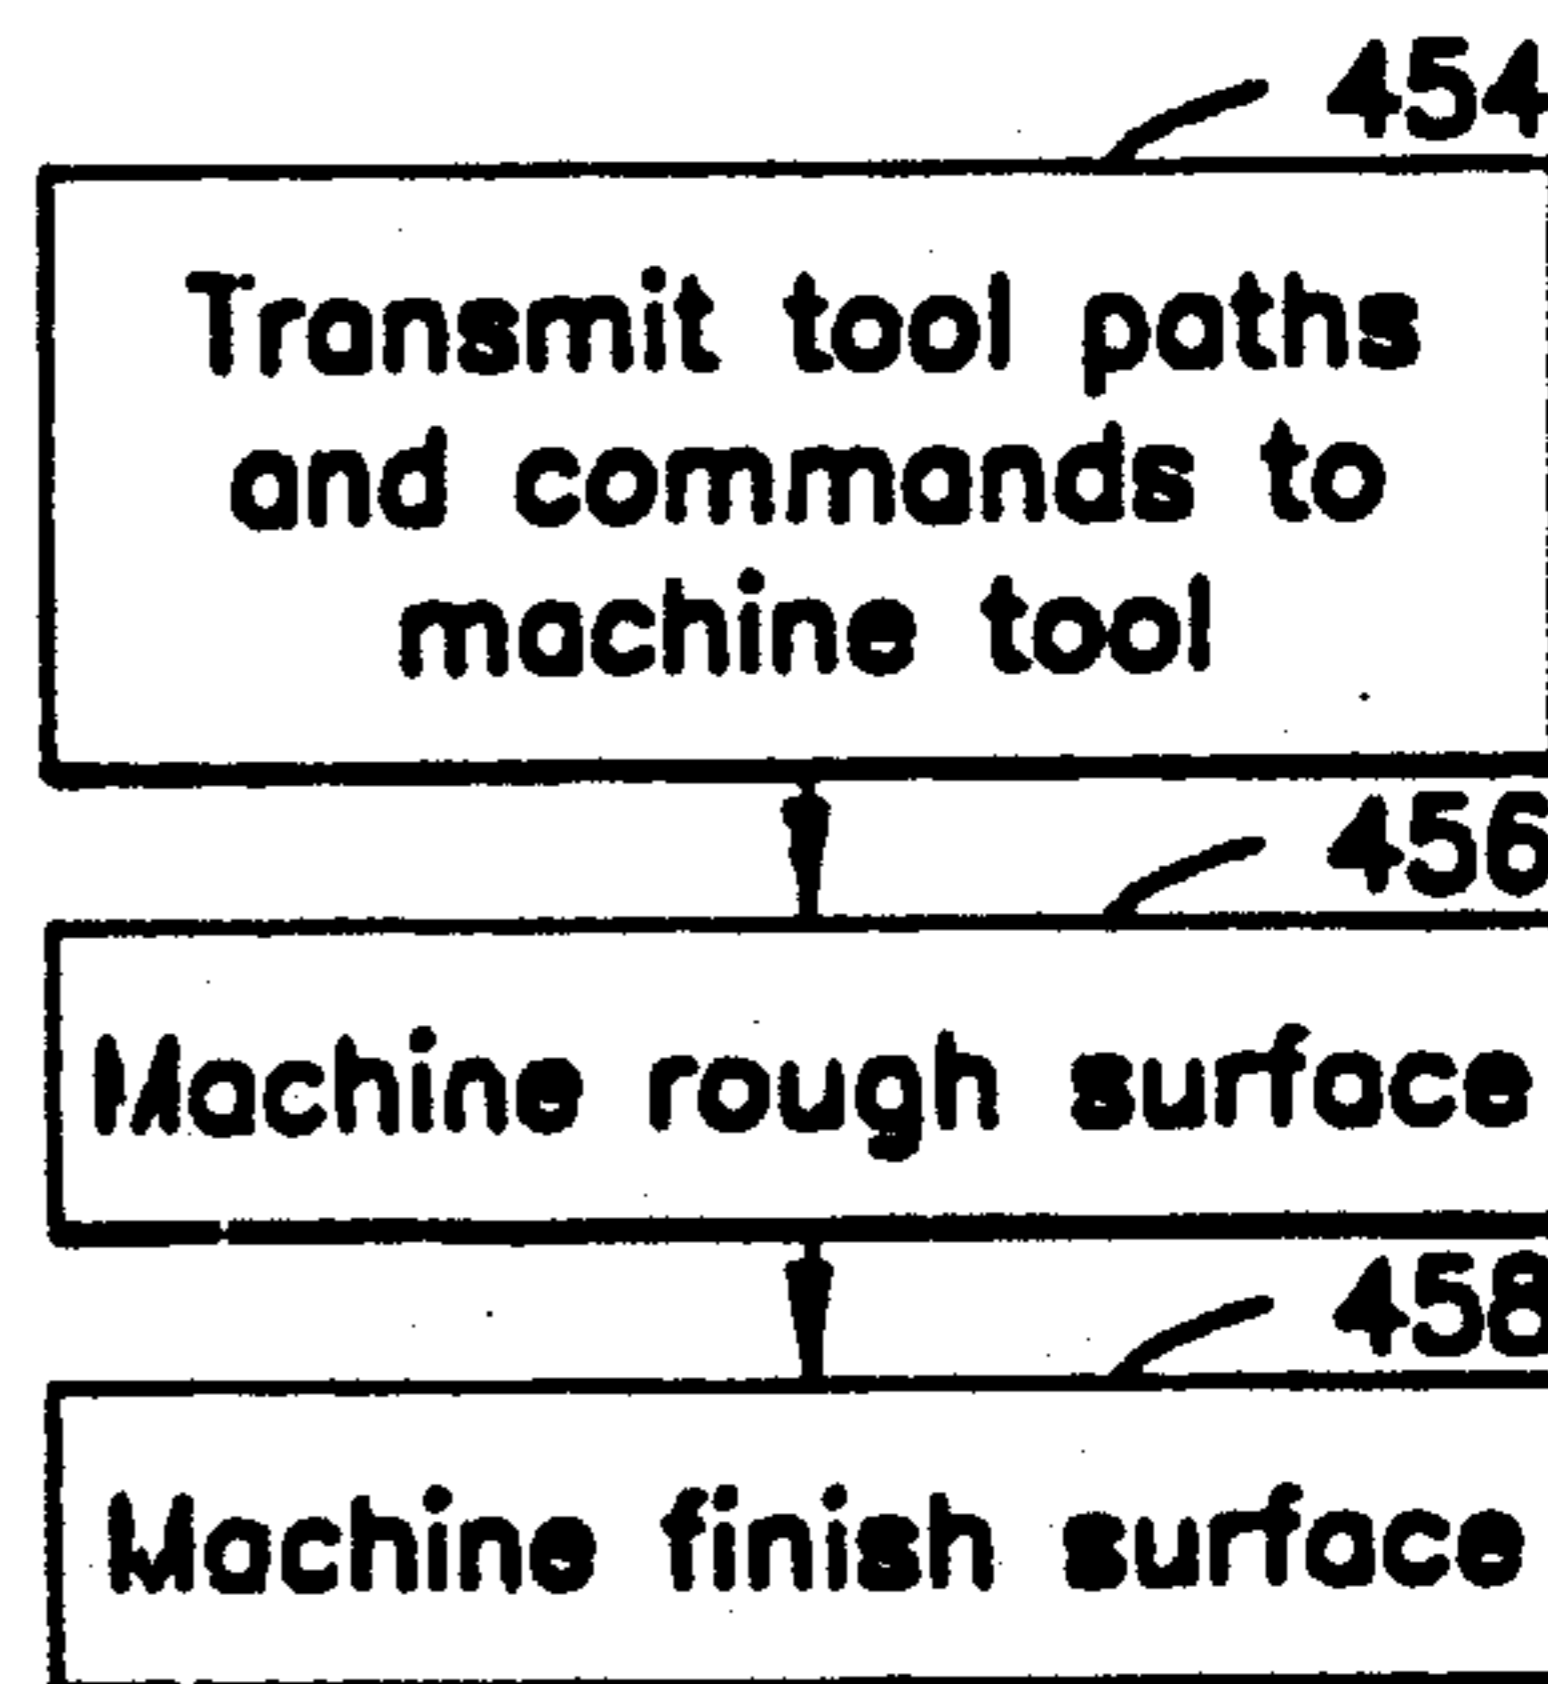 454
Transmit tool paths
and commands to
machine tool
456
Machine rough surface
458
Machine finish surface